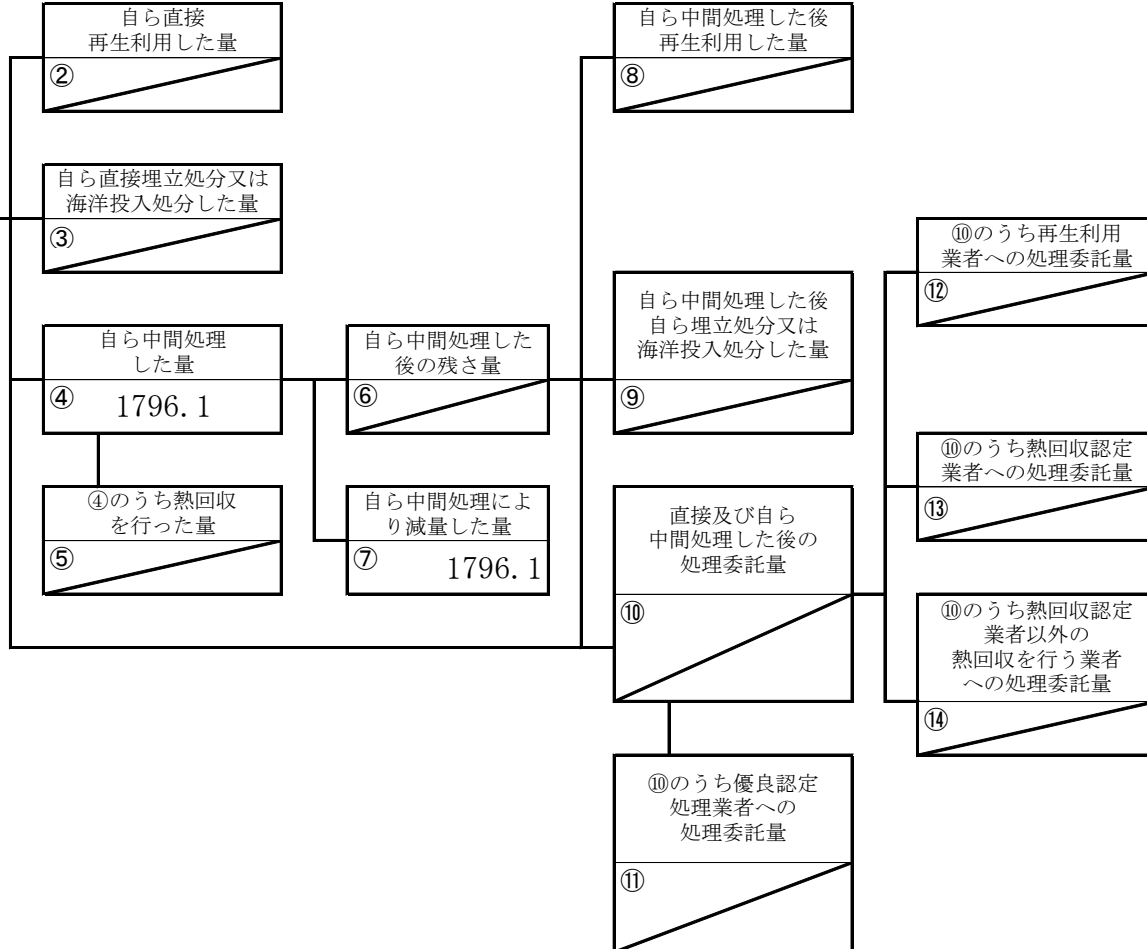 自ら直接
再生利用した量
②
自ら直接埋立処分又は
海洋投入処分した量
③
自ら中間処理
した量
④ 1796.1
④のうち熱回収
を行った量
⑤
自ら中間処理した
後の残さ量
⑥
自ら中間処理によ
り減量した量
⑦ 1796.1
自ら中間処理した後
再生利用した量
⑧
自ら中間処理した後
自ら埋立処分又は
海洋投入処分した量
⑨
直接及び自ら
中間処理した後の
処理委託量
⑩
⑩のうち優良認定
処理業者への
処理委託量
⑪
⑩のうち再生利用
業者への処理委託量
⑫
⑩のうち熱回収認定
業者への処理委託量
⑬
⑩のうち熱回収認定
業者以外の
熱回収を行う業者
への処理委託量
⑭